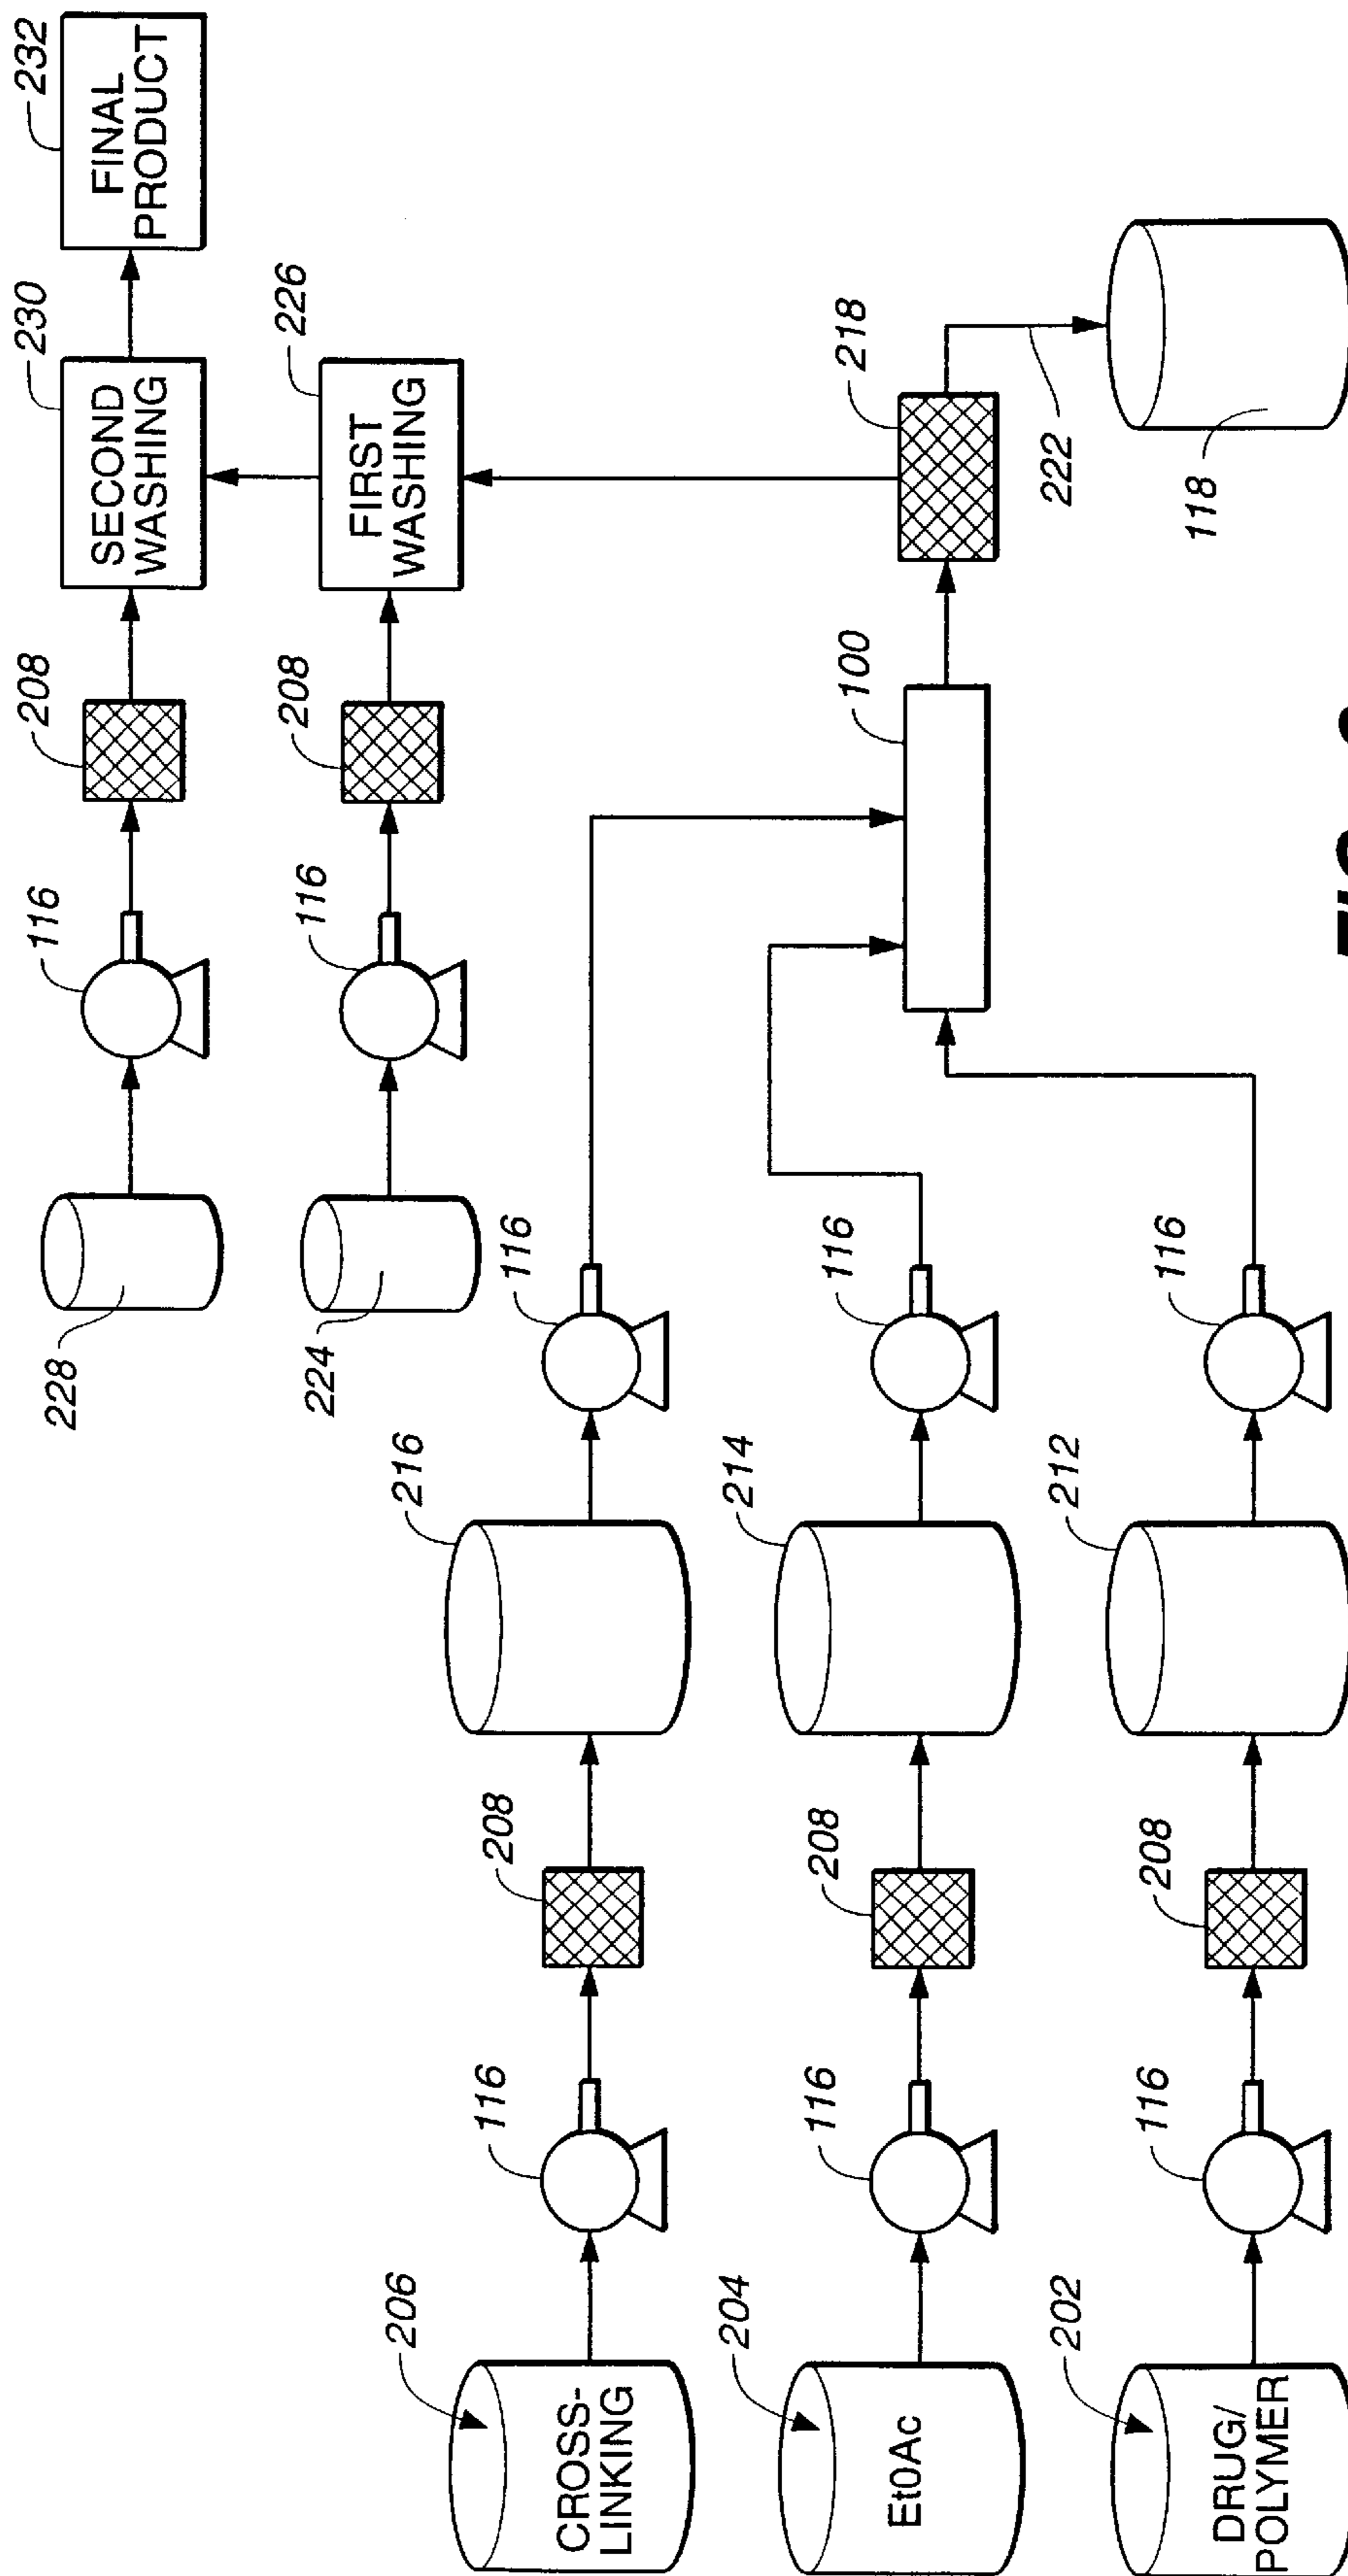 228
116
208
SECOND
WASHING
230
FINAL
PRODUCT
232
224
116
208
FIRST
WASHING
226
206
CROSS-
LINKING
116
208
216
116
204
Et0Ac
116
208
214
116
100
218
222
118
202
DRUG/
POLYMER
116
208
212
116